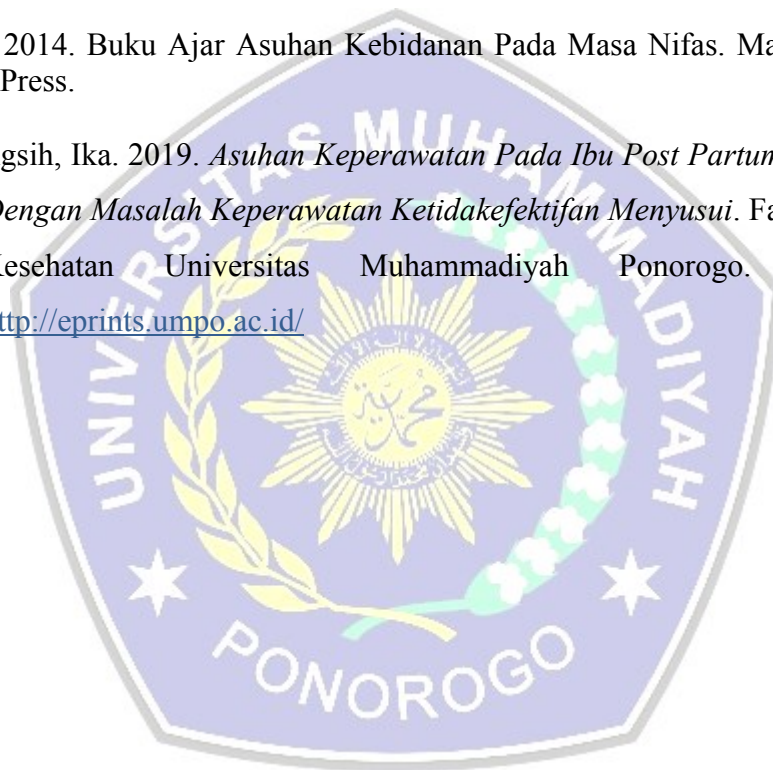 2014. Buku Ajar Asuhan Kebidanan Pada Masa Nifas. Ma
Press.
gsih, Ika. 2019. Asuhan Keperawatan Pada Ibu Post Partum
Dengan Masalah Keperawatan Ketidakefektifan Menyusui. Fa
Kesehatan Universitas Muhammadiyah Ponorogo.
ttp://eprints.umpo.ac.id/
UNIVERSITAS MUHAMMADIYAH
PONOROGO
محمد